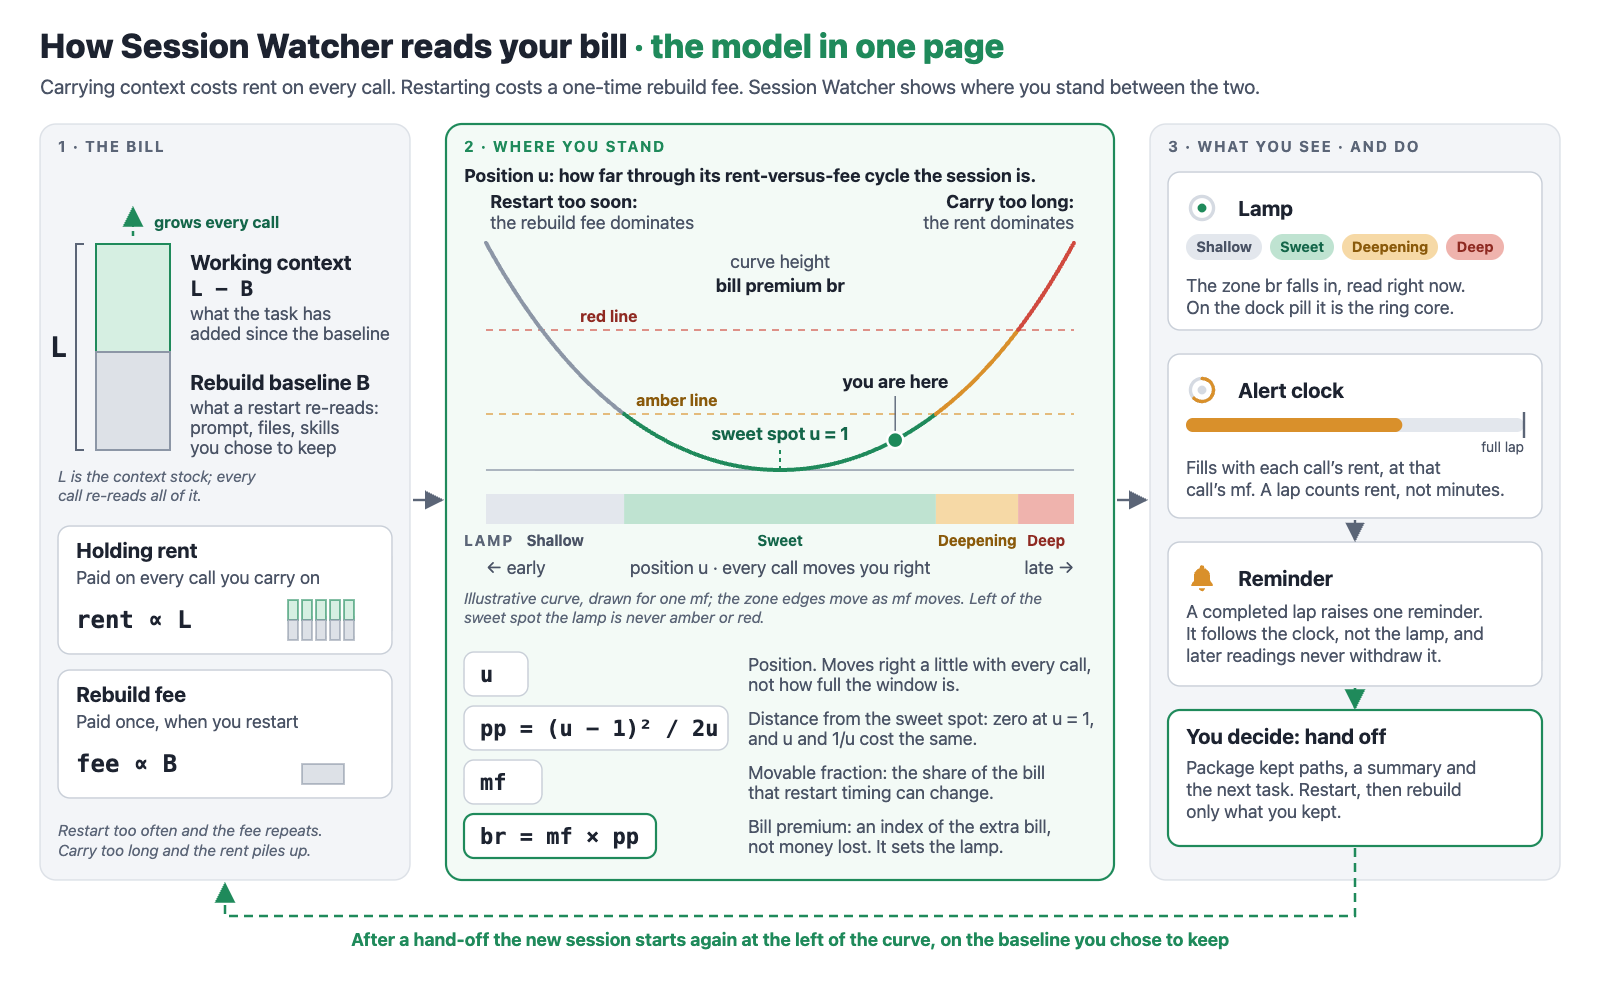 How Session Watcher reads your bill · the model in one page
Carrying context costs rent on every call. Restarting costs a one-time rebuild fee. Session Watcher shows where you stand between the two.
1 · THE BILL
grows every call
L
Working context
L − B
what the task has
added since the baseline
Rebuild baseline B
what a restart re-reads:
prompt, files, skills
you chose to keep
L is the context stock; every
call re-reads all of it.
Holding rent
Paid on every call you carry on
rent ∝ L
Rebuild fee
Paid once, when you restart
fee ∝ B
Restart too often and the fee repeats.
Carry too long and the rent piles up.
2 · WHERE YOU STAND
Position u: how far through its rent-versus-fee cycle the session is.
Restart too soon:
the rebuild fee dominates
Carry too long:
the rent dominates
curve height
bill premium br
red line
you are here
amber line
sweet spot u = 1
LAMP Shallow Sweet Deepening Deep
← early position u · every call moves you right late →
Illustrative curve, drawn for one mf; the zone edges move as mf moves. Left of the
sweet spot the lamp is never amber or red.
u
Position. Moves right a little with every call,
not how full the window is.
pp = (u − 1)² / 2u
Distance from the sweet spot: zero at u = 1,
and u and 1/u cost the same.
mf
Movable fraction: the share of the bill
that restart timing can change.
br = mf × pp
Bill premium: an index of the extra bill,
not money lost. It sets the lamp.
3 · WHAT YOU SEE · AND DO
Lamp
Shallow Sweet Deepening Deep
The zone br falls in, read right now.
On the dock pill it is the ring core.
Alert clock
full lap
Fills with each call’s rent, at that
call’s mf. A lap counts rent, not minutes.
Reminder
A completed lap raises one reminder.
It follows the clock, not the lamp, and
later readings never withdraw it.
You decide: hand off
Package kept paths, a summary and
the next task. Restart, then rebuild
only what you kept.
After a hand-off the new session starts again at the left of the curve, on the baseline you chose to keep